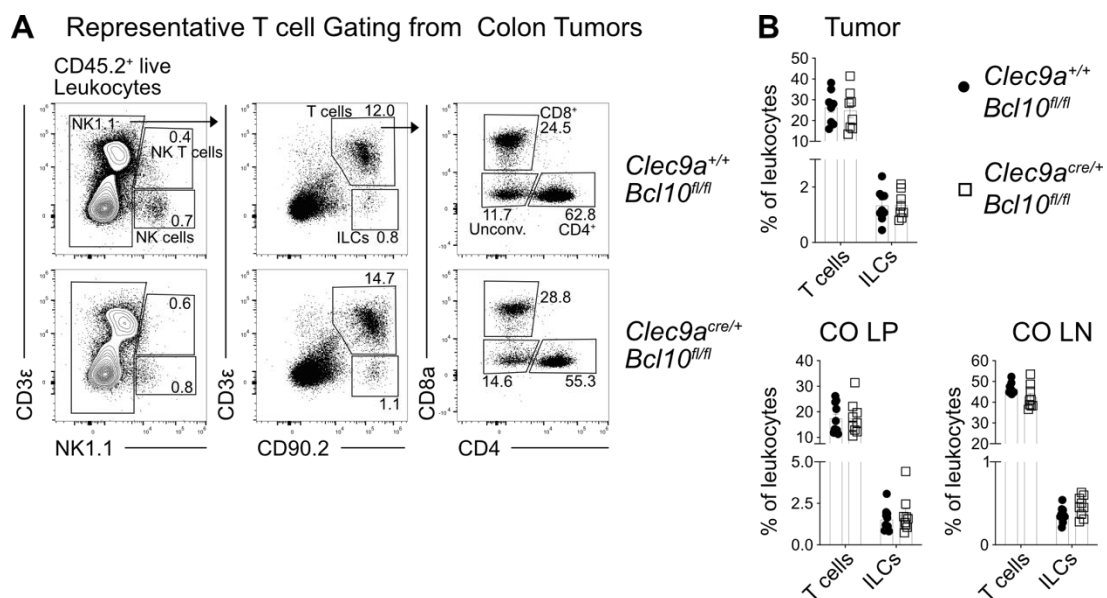 A Representative T cell Gating from Colon Tumors
CD45.2⁺ live
Leukocytes
NK1.1⁻
0.4
NK T cells
0.7
NK cells
T cells 12.0
ILCs 0.8
CD8⁺
24.5
11.7
Unconv.
62.8
CD4⁺
Clec9a⁺/⁺
Bcl10fl/fl
0.6
0.8
14.7
1.1
28.8
14.6
55.3
Clec9acre/+
Bcl10fl/fl
CD3ε
CD3ε
CD8a
NK1.1
CD90.2
CD4
B Tumor
Clec9a+/+
Bcl10fl/fl
Clec9acre/+
Bcl10fl/fl
% of leukocytes
50
40
30
20
10
2
1
0
T cells
ILCs
CO LP
% of leukocytes
40
30
20
10
5.0
2.5
0.0
T cells
ILCs
CO LN
% of leukocytes
60
50
40
30
20
1
0
T cells
ILCs